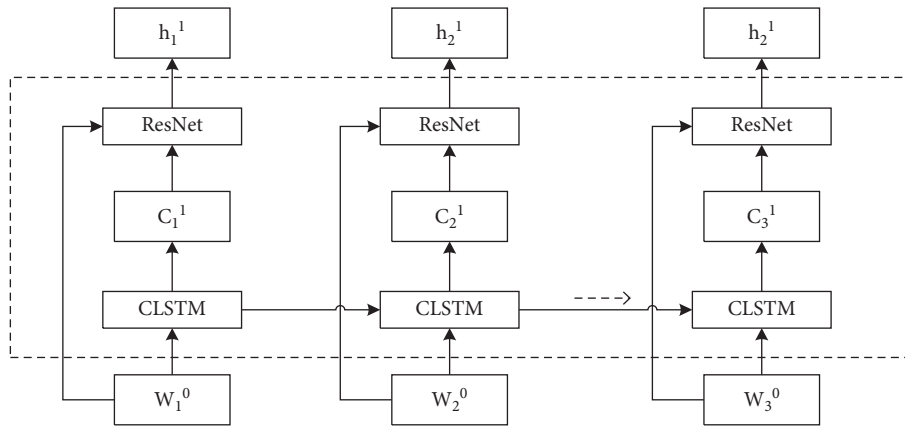 h₁¹ h₂¹ h₂¹
ResNet ResNet ResNet
C₁¹ C₂¹ C₃¹
CLSTM CLSTM CLSTM
W₁⁰ W₂⁰ W₃⁰